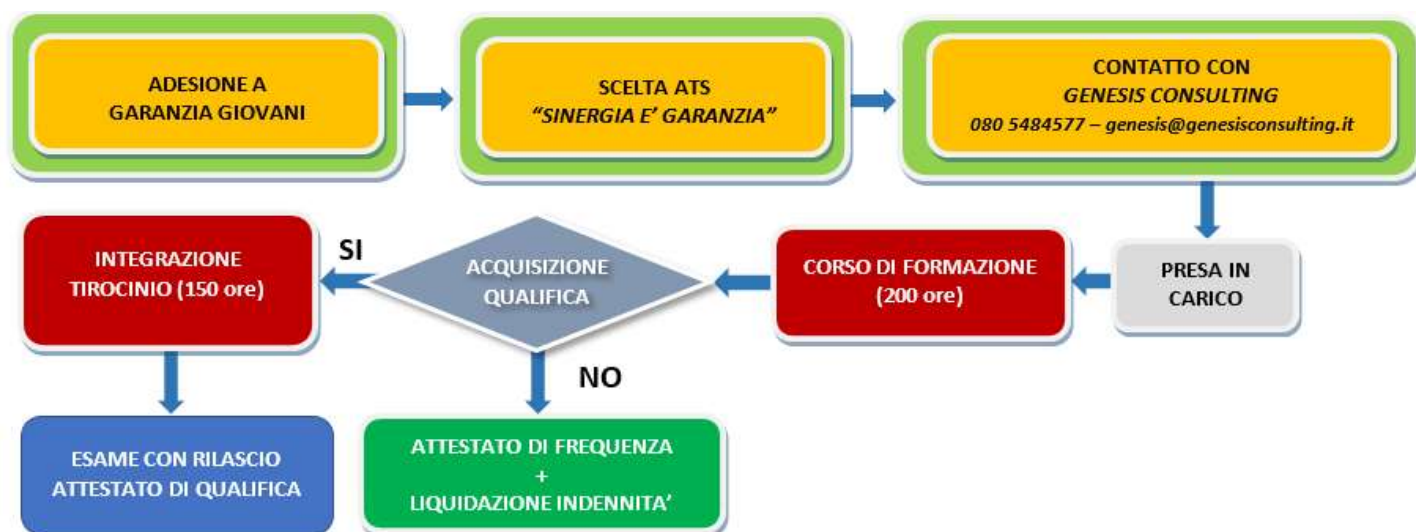 ADESIONE A
GARANZIA GIOVANI
SCELTA ATS
“SINERGIA E’ GARANZIA”
CONTATTO CON
GENESIS CONSULTING
080 5484577 – genesis@genesisconsulting.it
PRESA IN
CARICO
CORSO DI FORMAZIONE
(200 ore)
ACQUISIZIONE
QUALIFICA
SI
INTEGRAZIONE
TIROCINIO (150 ore)
NO
ESAME CON RILASCIO
ATTESTATO DI QUALIFICA
ATTESTATO DI FREQUENZA
+
LIQUIDAZIONE INDENNITA’